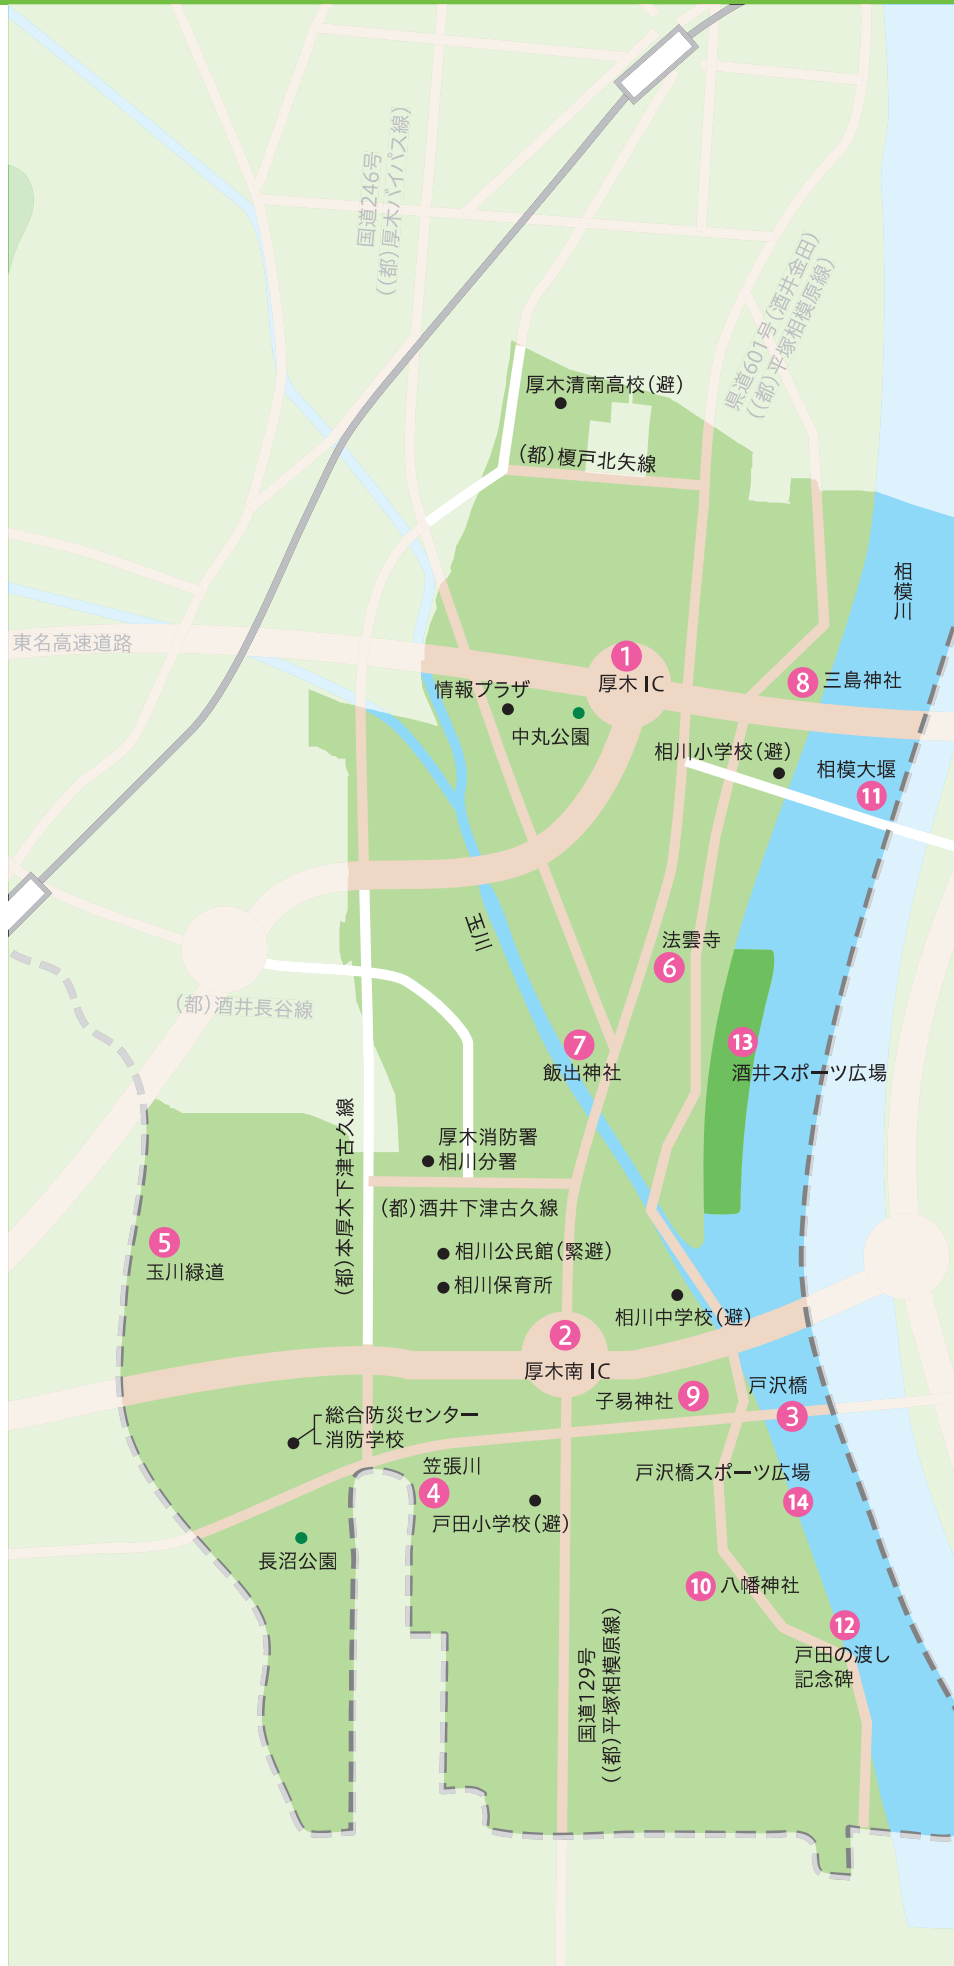 国道246号
((都)厚木バイパス線)
県道601号(酒井金田)
((都)平塚相模原線)
厚木清南高校(避)
(都)榎戸北矢線
相模川
東名高速道路
1
厚木 IC
8 三島神社
情報プラザ
中丸公園
相川小学校(避)
相模大堰
11
玉川
法雲寺
6
(都)酒井長谷線
7
飯出神社
13
酒井スポーツ広場
(都)本厚木下津古久線
厚木消防署
相川分署
(都)酒井下津古久線
5
玉川緑道
相川公民館(緊避)
相川保育所
相川中学校(避)
2
厚木南 IC
子易神社 9
戸沢橋
3
総合防災センター
消防学校
笠張川
4
戸沢橋スポーツ広場
14
戸田小学校(避)
長沼公園
10 八幡神社
12
戸田の渡し
記念碑
国道129号
((都)平塚相模原線)